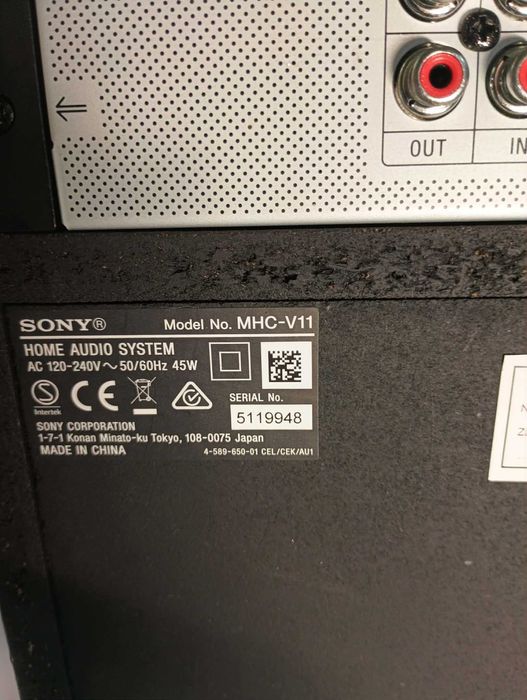 OUT IN
SONY® Model No. MHC-V11
HOME AUDIO SYSTEM
AC 120-240V ~ 50/60Hz 45W
Intertek
SERIAL No.
5119948
SONY CORPORATION
1-7-1 Konan Minato-ku Tokyo, 108-0075 Japan
MADE IN CHINA 4-589-650-01 CEL/CEK/AU1